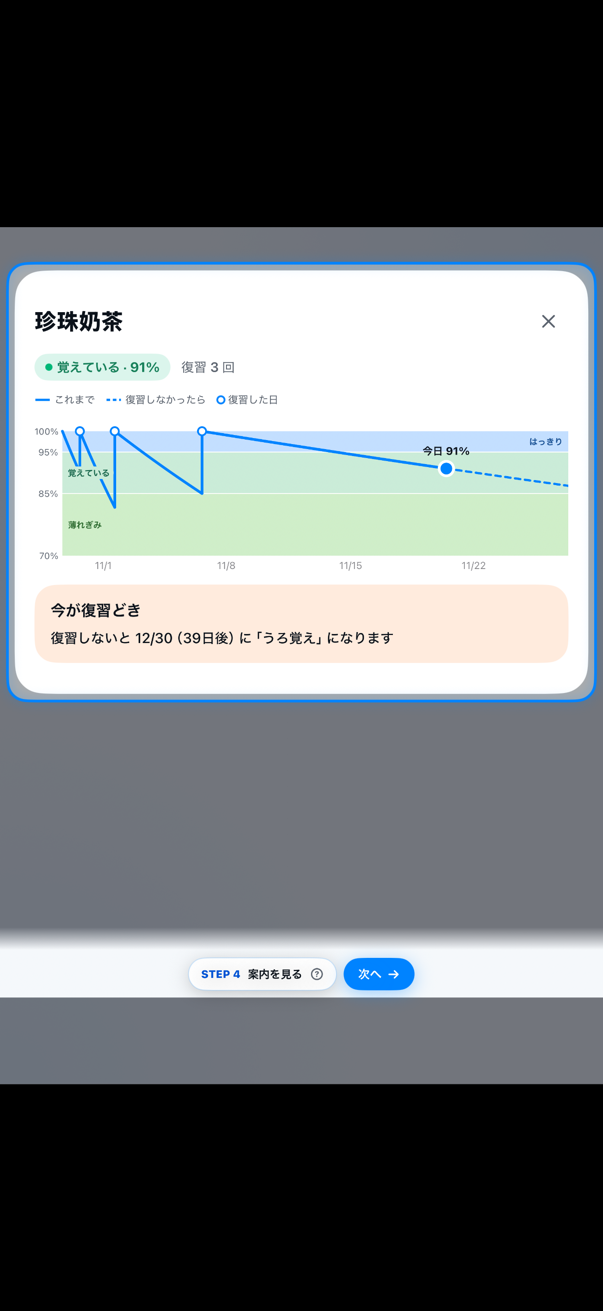 珍珠奶茶
覚えている · 91% 復習 3 回
これまで 復習しなかったら 復習した日
100%
95%
85%
70%
はっきり
覚えている
薄れぎみ
今日 91%
11/1 11/8 11/15 11/22
今が復習どき
復習しないと 12/30（39日後）に「うろ覚え」になります
STEP 4 案内を見る ?
次へ →